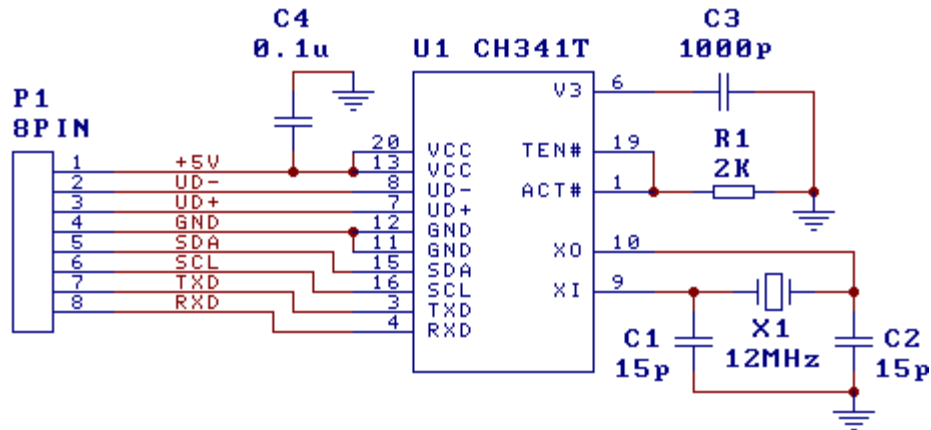 C4
0.1u
U1 CH341T
C3
1000p
P1
8PIN
V3 6
20 VCC
13 VCC
8 UD-
7 UD+
12 GND
11 GND
15 SDA
16 SCL
3 TXD
4 RXD
TEN# 19
ACT# 1
XO 10
XI 9
R1
2K
1 +5V
2 UD-
3 UD+
4 GND
5 SDA
6 SCL
7 TXD
8 RXD
C1
15p
X1
12MHz
C2
15p